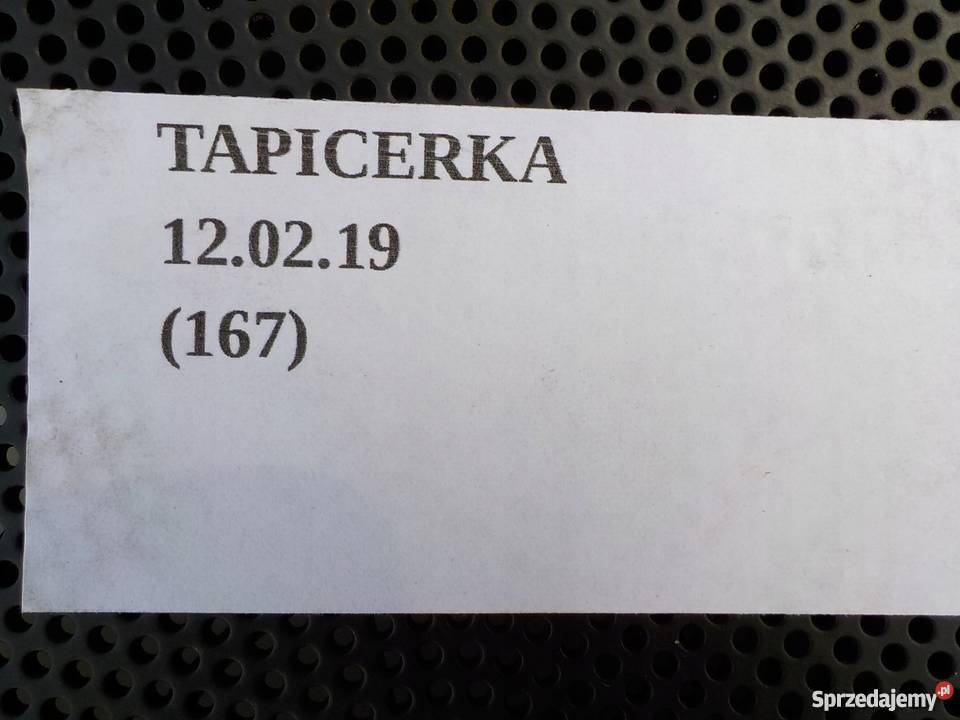 TAPICERKA
12.02.19
(167)
Sprzedajemy.pl